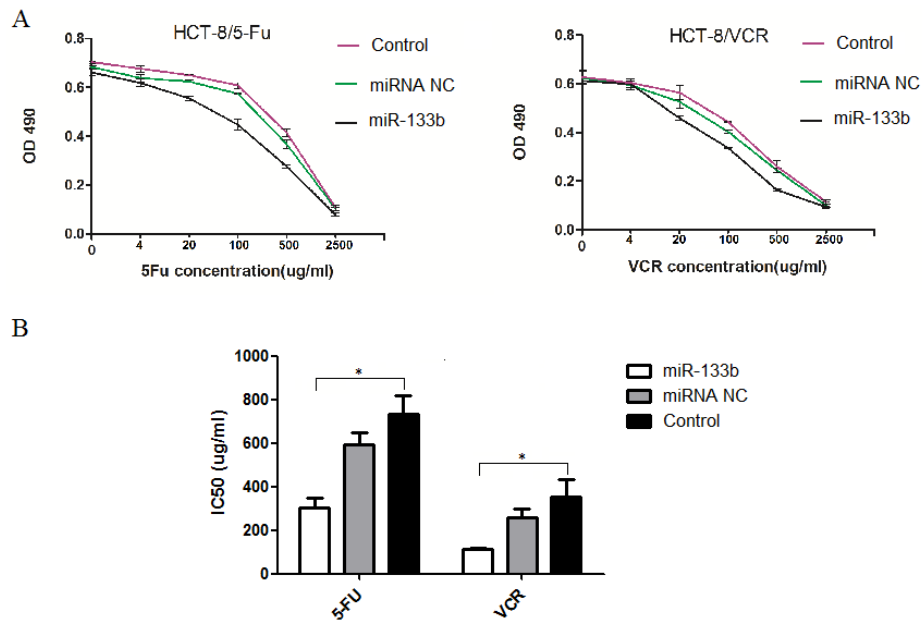 A
HCT-8/5-Fu
Control
miRNA NC
miR-133b
OD 490
0.8
0.6
0.4
0.2
0.0
0 4 20 100 500 2500
5Fu concentration(ug/ml)
HCT-8/VCR
Control
miRNA NC
miR-133b
OD 490
0.8
0.6
0.4
0.2
0.0
0 4 20 100 500 2500
VCR concentration(ug/ml)
B
miR-133b
miRNA NC
Control
IC50 (ug/ml)
1000
800
600
400
200
0
*
*
5-FU
VCR